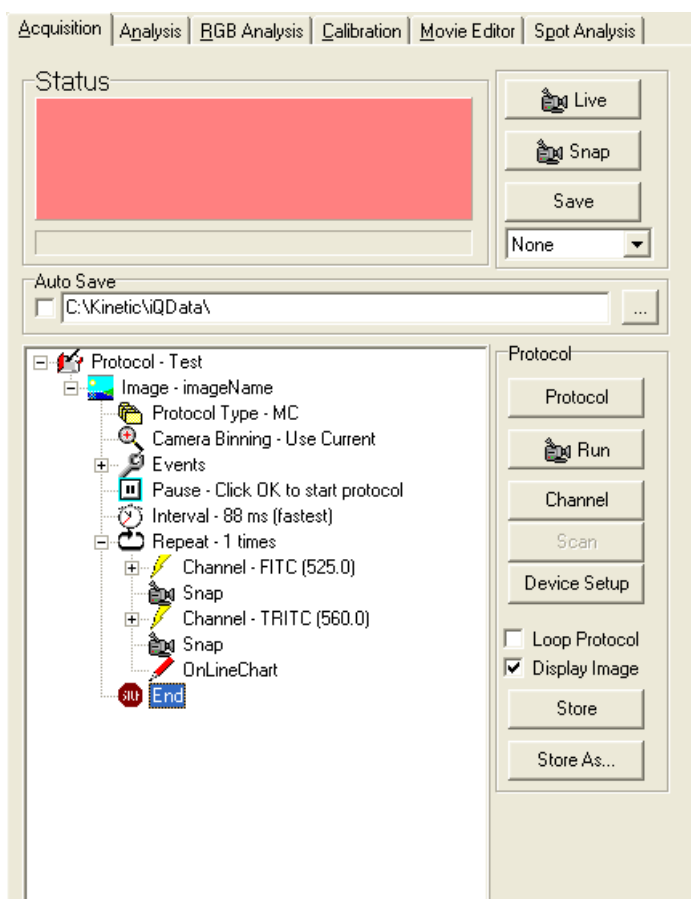 Acquisition Analysis RGB Analysis Calibration Movie Editor Spot Analysis
Status
Live
Snap
Save
None
Auto Save
C:\Kinetic\iQData\
...
Protocol - Test
Image - imageName
Protocol Type - MC
Camera Binning - Use Current
Events
Pause - Click OK to start protocol
Interval - 88 ms (fastest)
Repeat - 1 times
Channel - FITC (525.0)
Snap
Channel - TRITC (560.0)
Snap
OnLineChart
STOP End
Protocol
Protocol
Run
Channel
Scan
Device Setup
Loop Protocol
Display Image
Store
Store As...